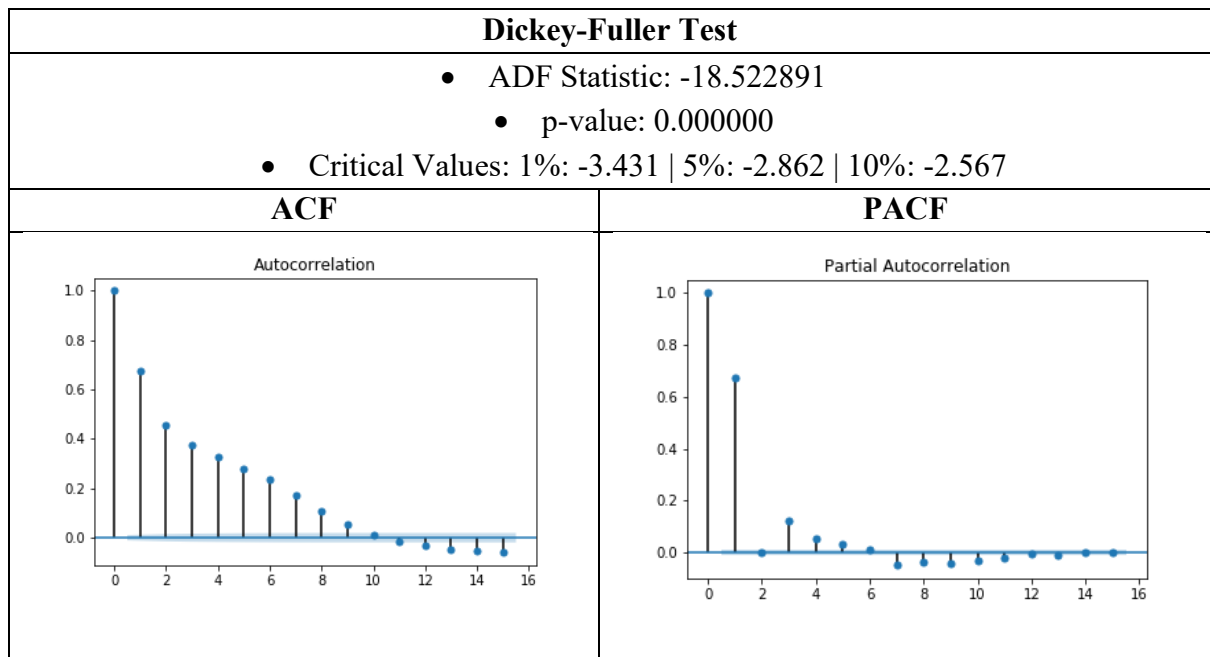 Dickey-Fuller Test
• ADF Statistic: -18.522891
• p-value: 0.000000
• Critical Values: 1%: -3.431 | 5%: -2.862 | 10%: -2.567
ACF
PACF
Autocorrelation
1.0
0.8
0.6
0.4
0.2
0.0
0 2 4 6 8 10 12 14 16
Partial Autocorrelation
1.0
0.8
0.6
0.4
0.2
0.0
0 2 4 6 8 10 12 14 16